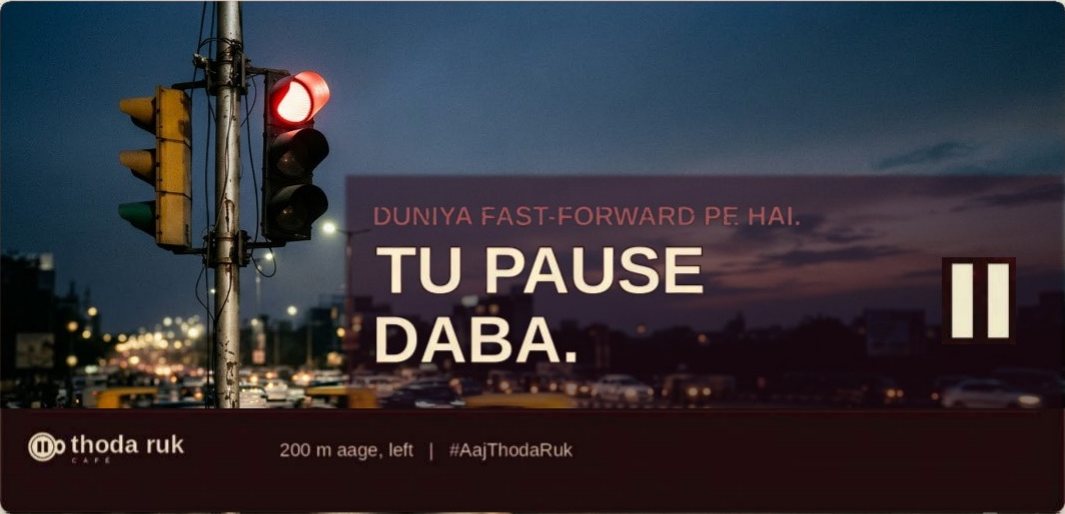 DUNIYA FAST-FORWARD PE HAI.
TU PAUSE
DABA.
thoda ruk
CAFÉ
200 m aage, left | #AajThodaRuk